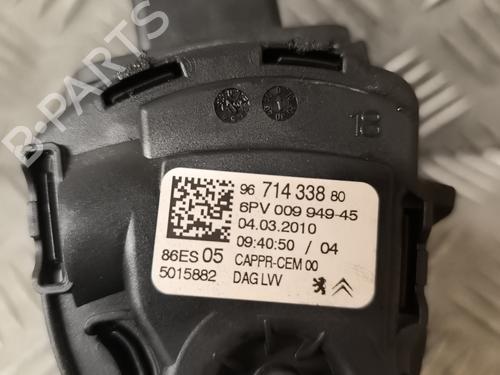 B-PARTS
18
96 714 338 80
6PV 009 949-45
04.03.2010
09:40:50 / 04
86ES 05 CAPPR-CEM 00
5015882 DAG LVV